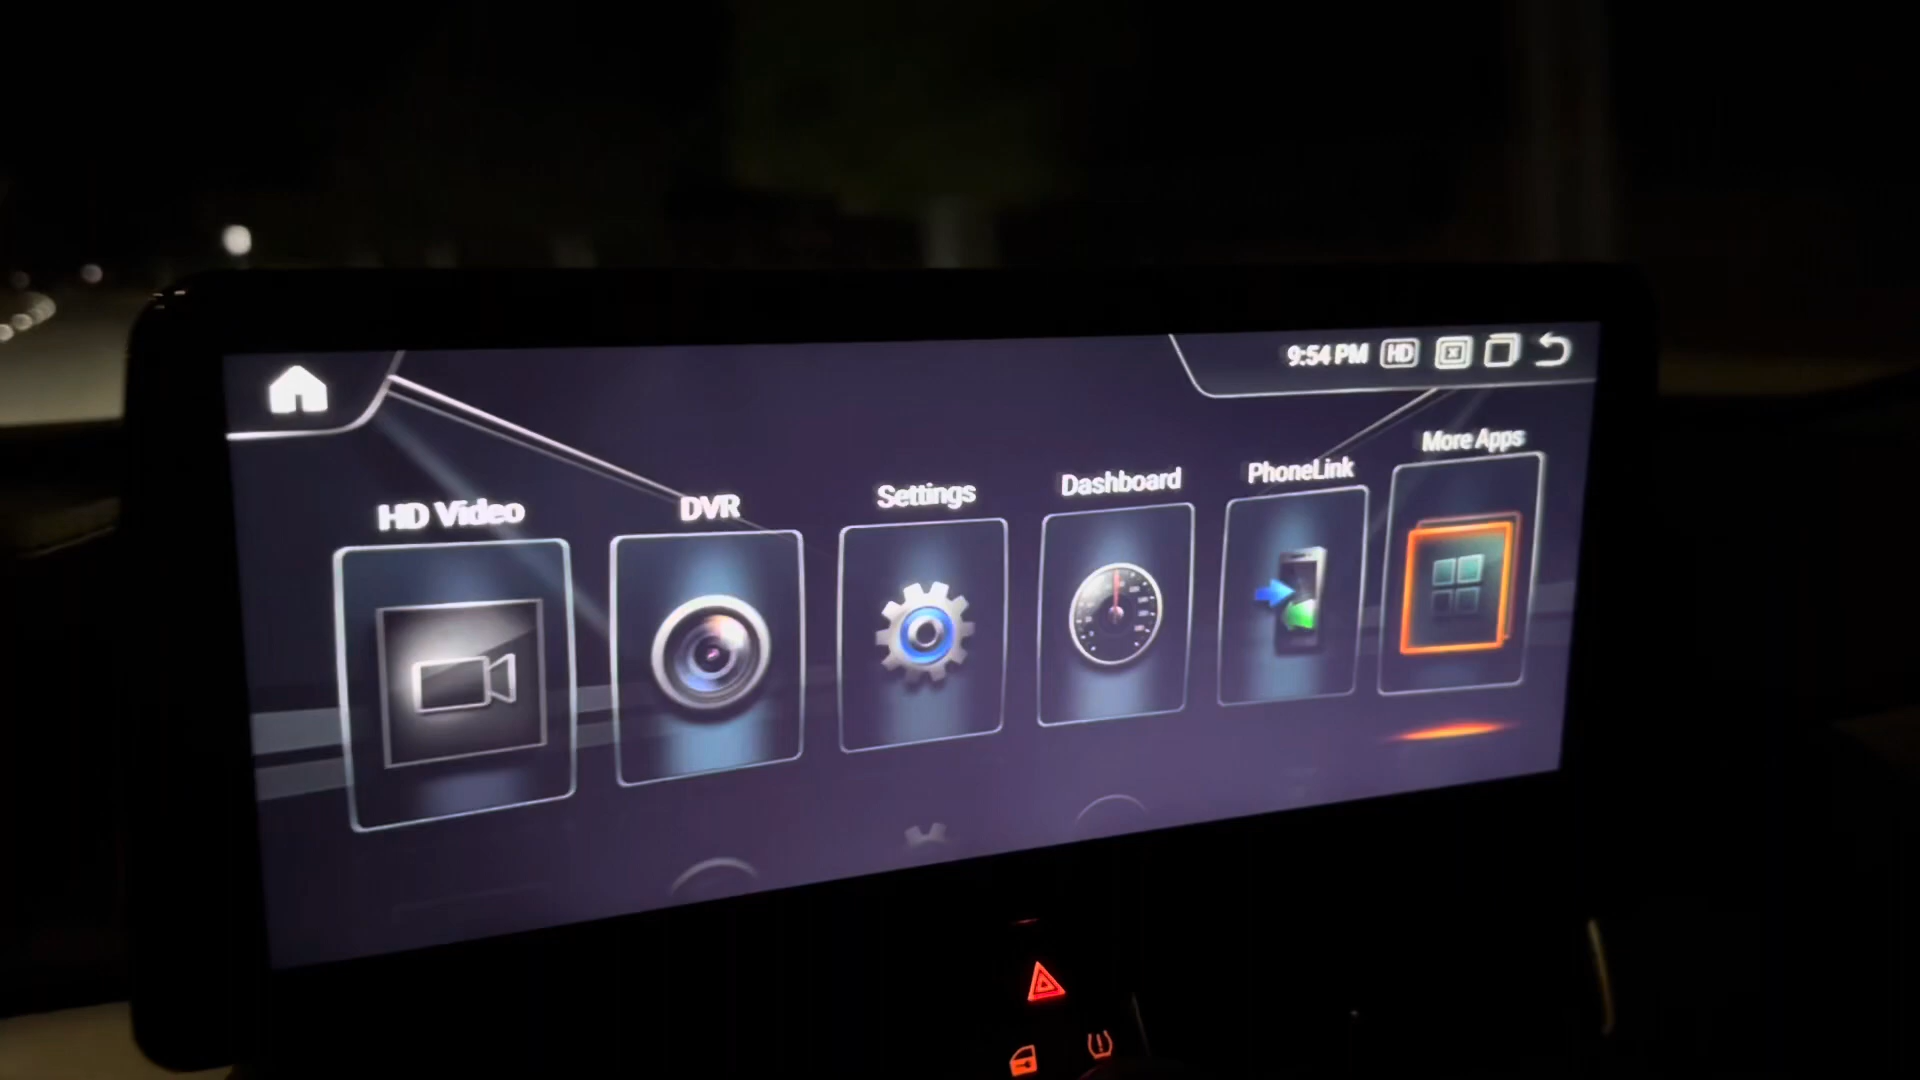 9:54 PM HD
HD Video
DVR
Settings
Dashboard
PhoneLink
More Apps